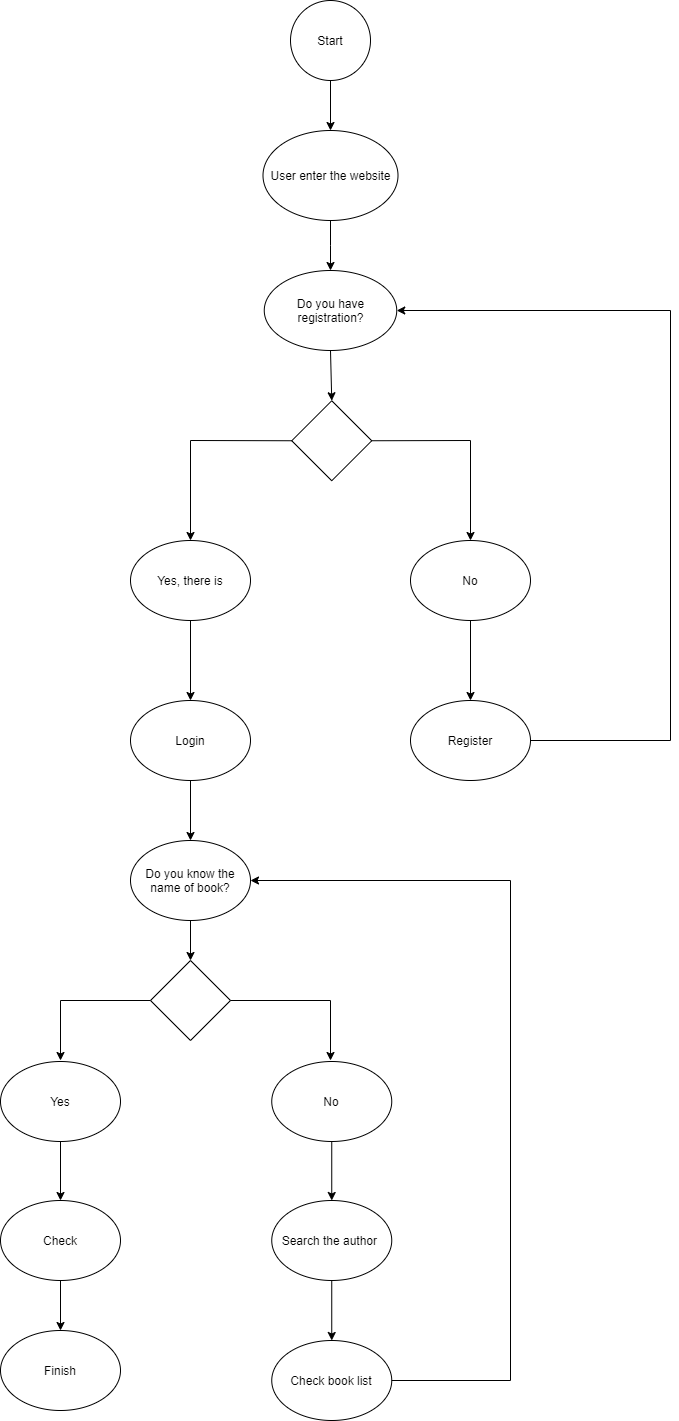 Start
User enter the website
Do you have
registration?
Yes, there is
No
Login
Register
Do you know the
name of book?
Yes
No
Check
Search the author
Finish
Check book list